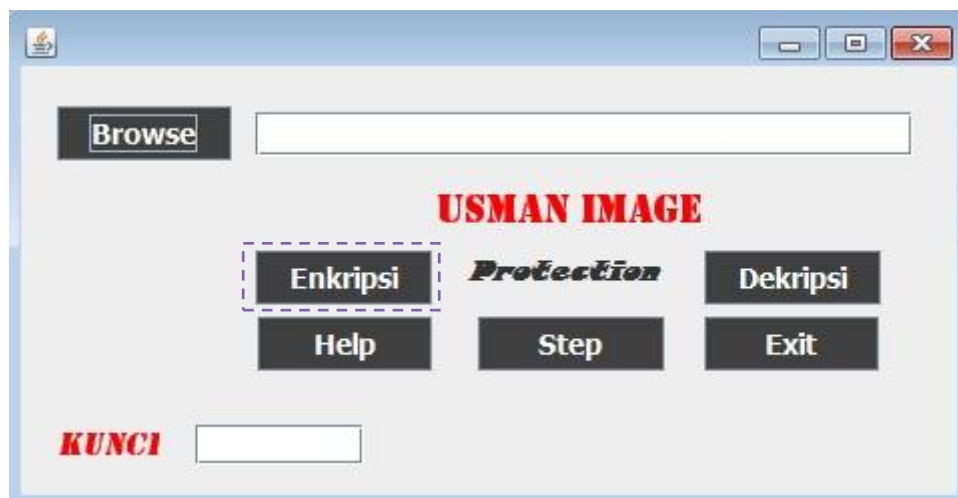 Browse
USMAN IMAGE
Enkripsi Protection Dekripsi
Help Step Exit
KUNCI